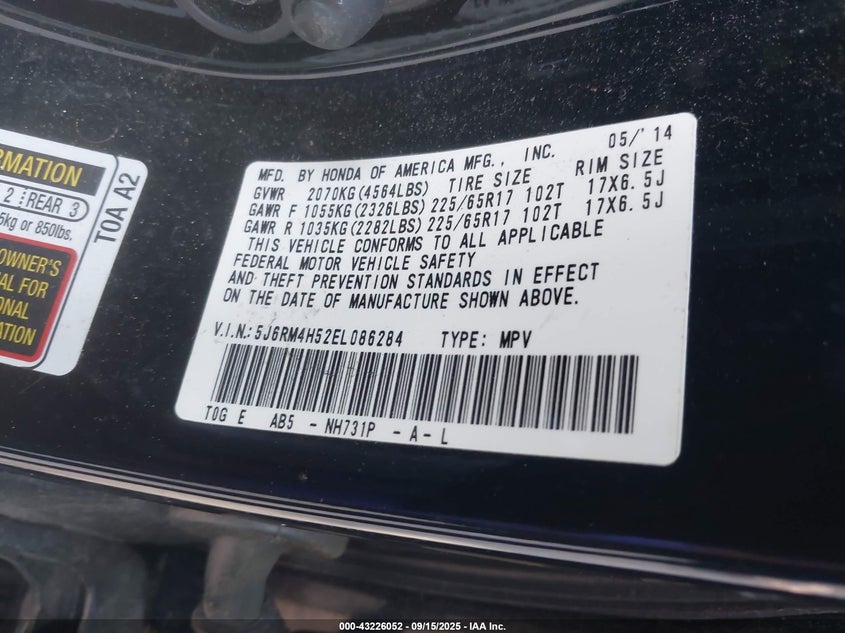 RMATION
2 REAR 3
5kg or 850lbs.
OWNER'S
AL FOR
ONAL
T0A A2
MFD. BY HONDA OF AMERICA MFG., INC. 05/'14
GVWR 2070KG(4564LBS) TIRE SIZE RIM SIZE
GAWR F 1055KG(2326LBS) 225/65R17 102T 17X6.5J
GAWR R 1035KG(2282LBS) 225/65R17 102T 17X6.5J
THIS VEHICLE CONFORMS TO ALL APPLICABLE
FEDERAL MOTOR VEHICLE SAFETY
AND THEFT PREVENTION STANDARDS IN EFFECT
ON THE DATE OF MANUFACTURE SHOWN ABOVE.
V.I.N.: 5J6RM4H52EL086284 TYPE: MPV
T0G E AB5 - NH731P - A - L
000-43226052 - 09/15/2025 - IAA Inc.